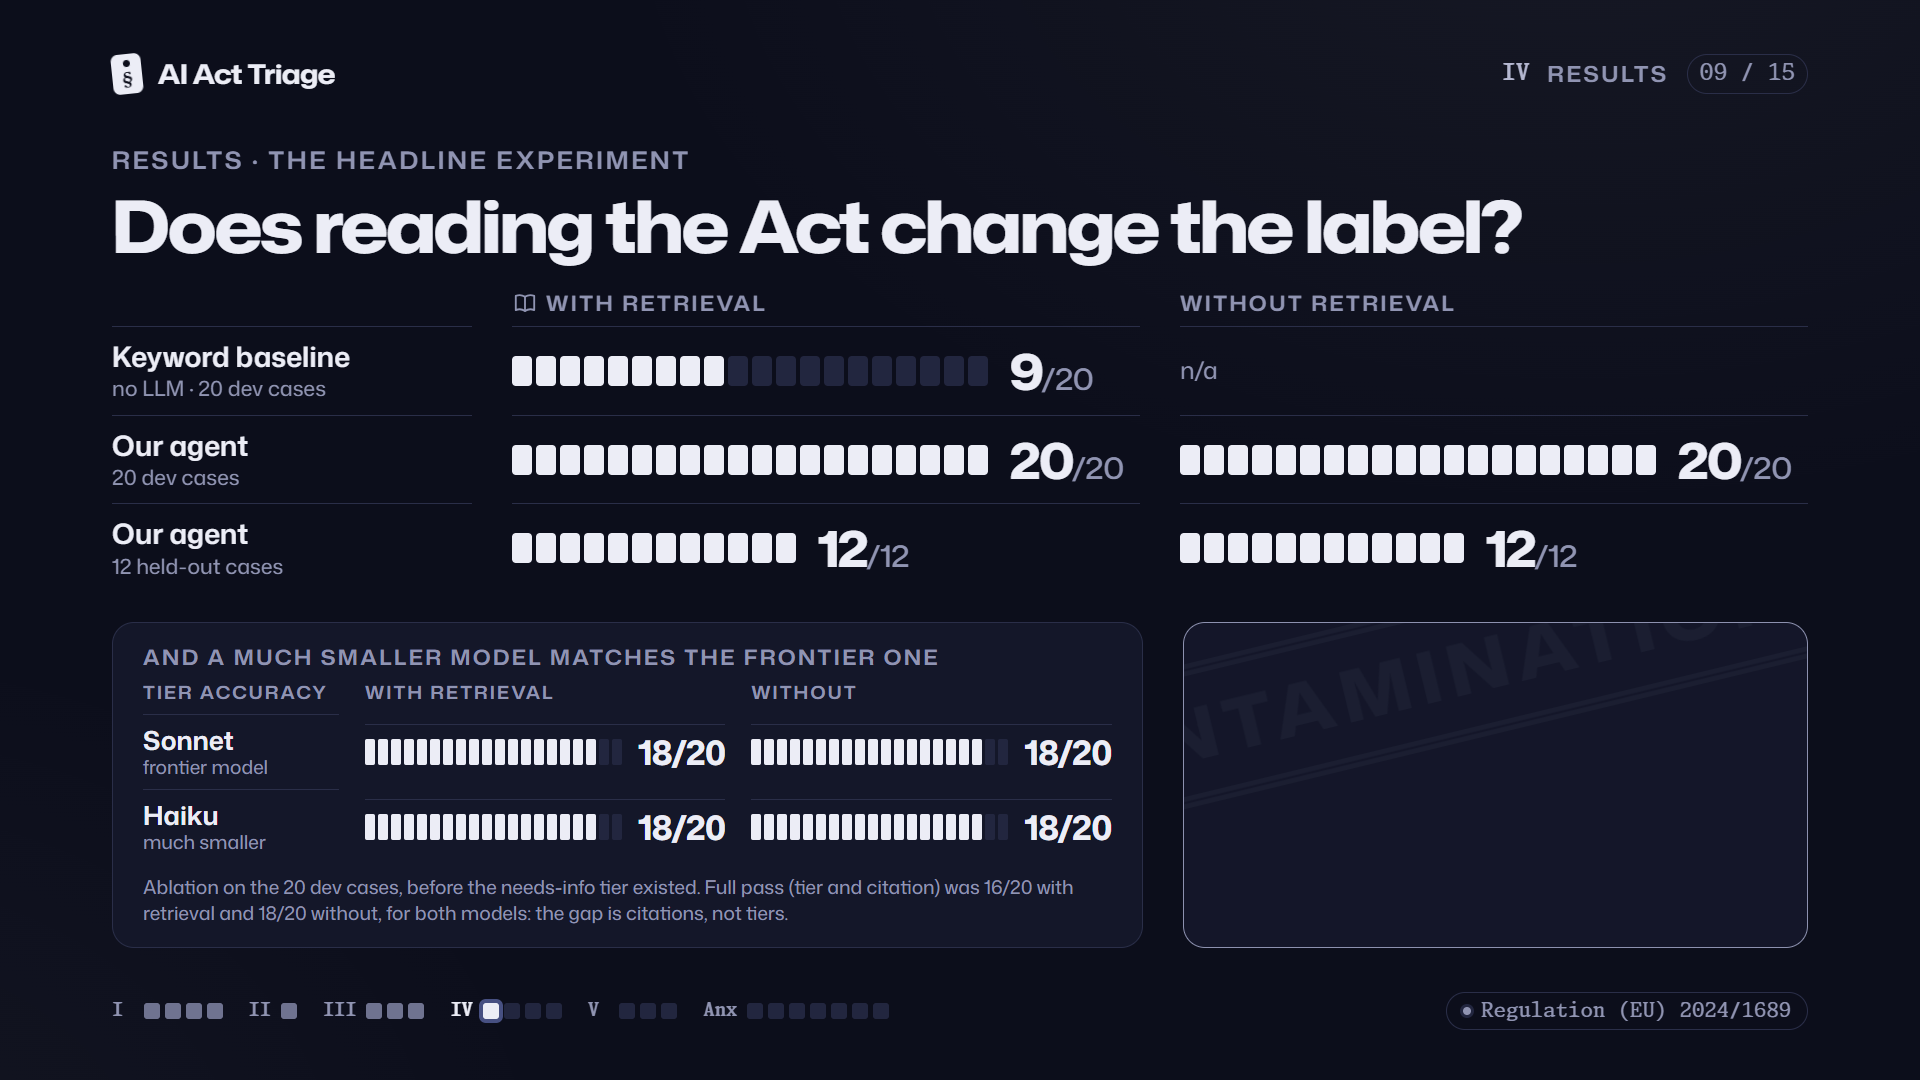 § AI Act Triage
IV RESULTS 09 / 15
RESULTS · THE HEADLINE EXPERIMENT
Does reading the Act change the label?
WITH RETRIEVAL
WITHOUT RETRIEVAL
Keyword baseline
no LLM · 20 dev cases
9/20
n/a
Our agent
20 dev cases
20/20
20/20
Our agent
12 held-out cases
12/12
12/12
AND A MUCH SMALLER MODEL MATCHES THE FRONTIER ONE
TIER ACCURACY
WITH RETRIEVAL
WITHOUT
Sonnet
frontier model
18/20
18/20
Haiku
much smaller
18/20
18/20
Ablation on the 20 dev cases, before the needs-info tier existed. Full pass (tier and citation) was 16/20 with
retrieval and 18/20 without, for both models: the gap is citations, not tiers.
NTAMINATIO
I II III IV V Anx
Regulation (EU) 2024/1689